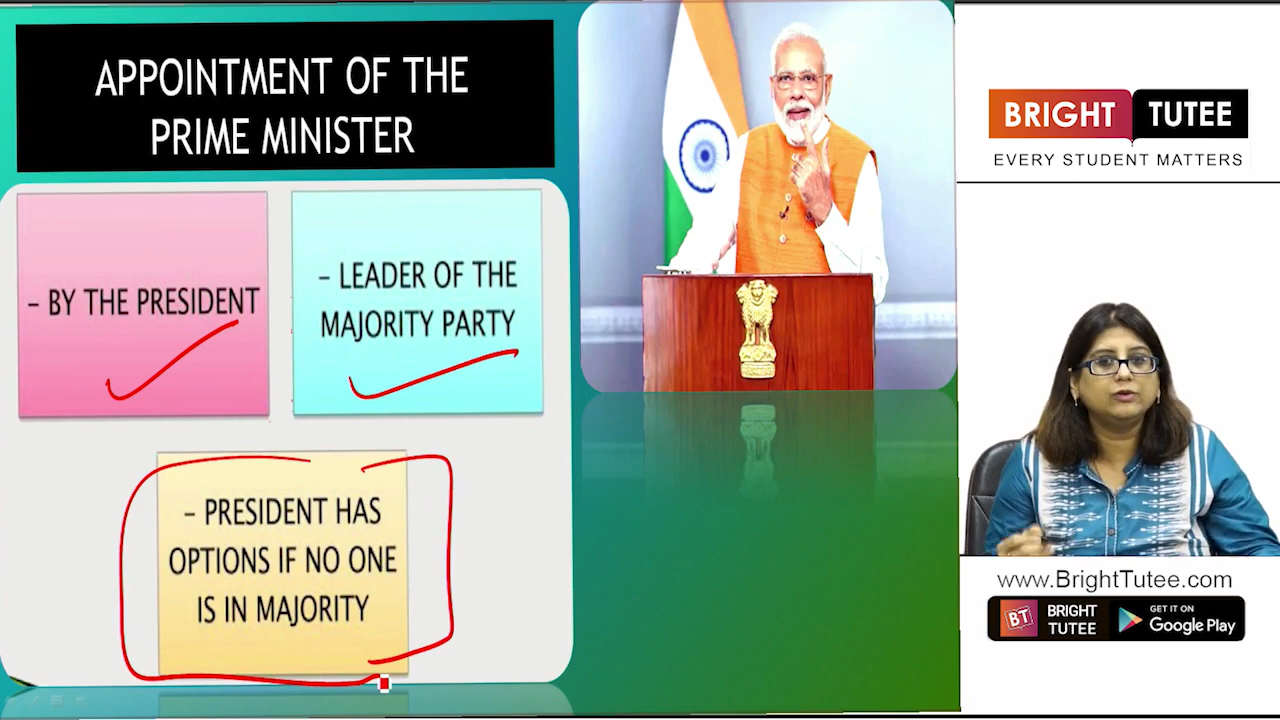 APPOINTMENT OF THE
PRIME MINISTER
– BY THE PRESIDENT
– LEADER OF THE
MAJORITY PARTY
– PRESIDENT HAS
OPTIONS IF NO ONE
IS IN MAJORITY
BRIGHT TUTEE
EVERY STUDENT MATTERS
www.BrightTutee.com
BT
BRIGHT
TUTEE
GET IT ON
Google Play